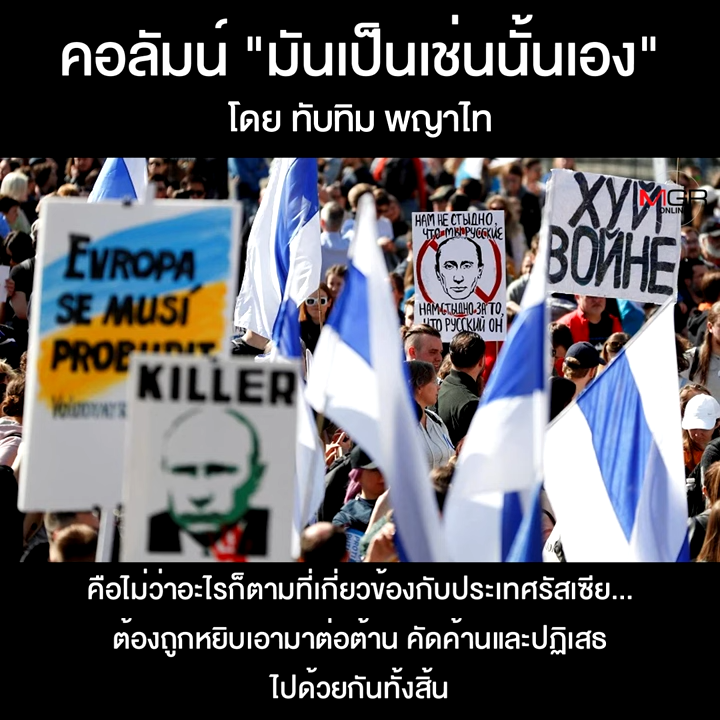 คอลัมน์ "มันเป็นเช่นนั้นเอง"
โดย ทับทิม พญาไท
MGR
ONLINE
ХУЙ
ВОЙНЕ
НАМ НЕ СТЫДНО,
ЧТО МЫ РУССКИЕ
НАМ СТЫДНО ЗА ТО,
ЧТО РУССКИЙ ОН
EVROPA
SE MUSÍ
PROBUDIT
KILLER
คือไม่ว่าอะไรก็ตามที่เกี่ยวข้องกับประเทศรัสเซีย...
ต้องถูกหยิบเอามาต่อต้าน คัดค้านและปฏิเสธ
ไปด้วยกันทั้งสิ้น